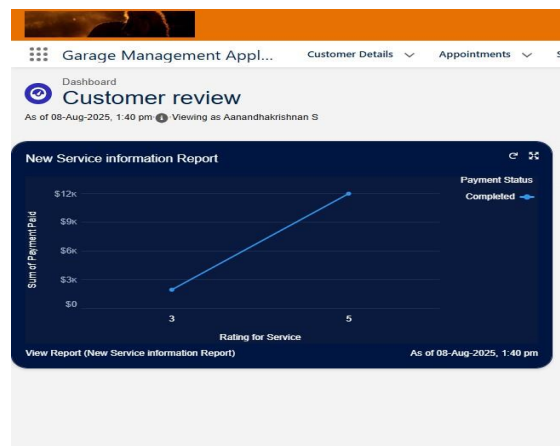 Garage Management Appl... Customer Details Appointments
Dashboard
Customer review
As of 08-Aug-2025, 1:40 pm Viewing as Aanandhakrishnan S
New Service information Report
Payment Status
Completed
Sum of Payment Paid
$12K
$9K
$6K
$3K
$0
3 5
Rating for Service
View Report (New Service information Report) As of 08-Aug-2025, 1:40 pm